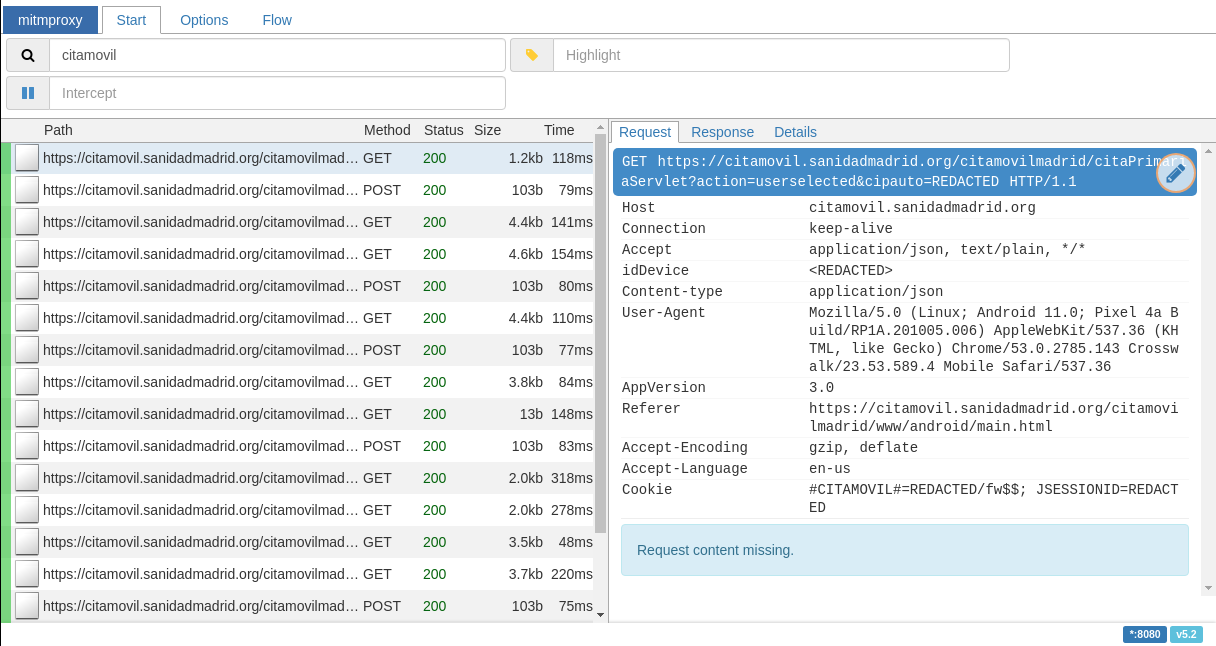 mitmproxy Start Options Flow
citamovil Highlight
Intercept
Path Method Status Size Time
https://citamovil.sanidadmadrid.org/citamovilmad… GET 200 1.2kb 118ms
https://citamovil.sanidadmadrid.org/citamovilmad… POST 200 103b 79ms
https://citamovil.sanidadmadrid.org/citamovilmad… GET 200 4.4kb 141ms
https://citamovil.sanidadmadrid.org/citamovilmad… GET 200 4.6kb 154ms
https://citamovil.sanidadmadrid.org/citamovilmad… POST 200 103b 80ms
https://citamovil.sanidadmadrid.org/citamovilmad… GET 200 4.4kb 110ms
https://citamovil.sanidadmadrid.org/citamovilmad… POST 200 103b 77ms
https://citamovil.sanidadmadrid.org/citamovilmad… GET 200 3.8kb 84ms
https://citamovil.sanidadmadrid.org/citamovilmad… GET 200 13b 148ms
https://citamovil.sanidadmadrid.org/citamovilmad… POST 200 103b 83ms
https://citamovil.sanidadmadrid.org/citamovilmad… GET 200 2.0kb 318ms
https://citamovil.sanidadmadrid.org/citamovilmad… GET 200 2.0kb 278ms
https://citamovil.sanidadmadrid.org/citamovilmad… GET 200 3.5kb 48ms
https://citamovil.sanidadmadrid.org/citamovilmad… GET 200 3.7kb 220ms
https://citamovil.sanidadmadrid.org/citamovilmad… POST 200 103b 75ms
Request Response Details
GET https://citamovil.sanidadmadrid.org/citamovilmadrid/citaPrimari
aServlet?action=userselected&cipauto=REDACTED HTTP/1.1
Host citamovil.sanidadmadrid.org
Connection keep-alive
Accept application/json, text/plain, */*
idDevice <REDACTED>
Content-type application/json
User-Agent Mozilla/5.0 (Linux; Android 11.0; Pixel 4a B
uild/RP1A.201005.006) AppleWebKit/537.36 (KH
TML, like Gecko) Chrome/53.0.2785.143 Crossw
alk/23.53.589.4 Mobile Safari/537.36
AppVersion 3.0
Referer https://citamovil.sanidadmadrid.org/citamovi
lmadrid/www/android/main.html
Accept-Encoding gzip, deflate
Accept-Language en-us
Cookie #CITAMOVIL#=REDACTED/fw$$; JSESSIONID=REDACT
ED
Request content missing.
*:8080 v5.2